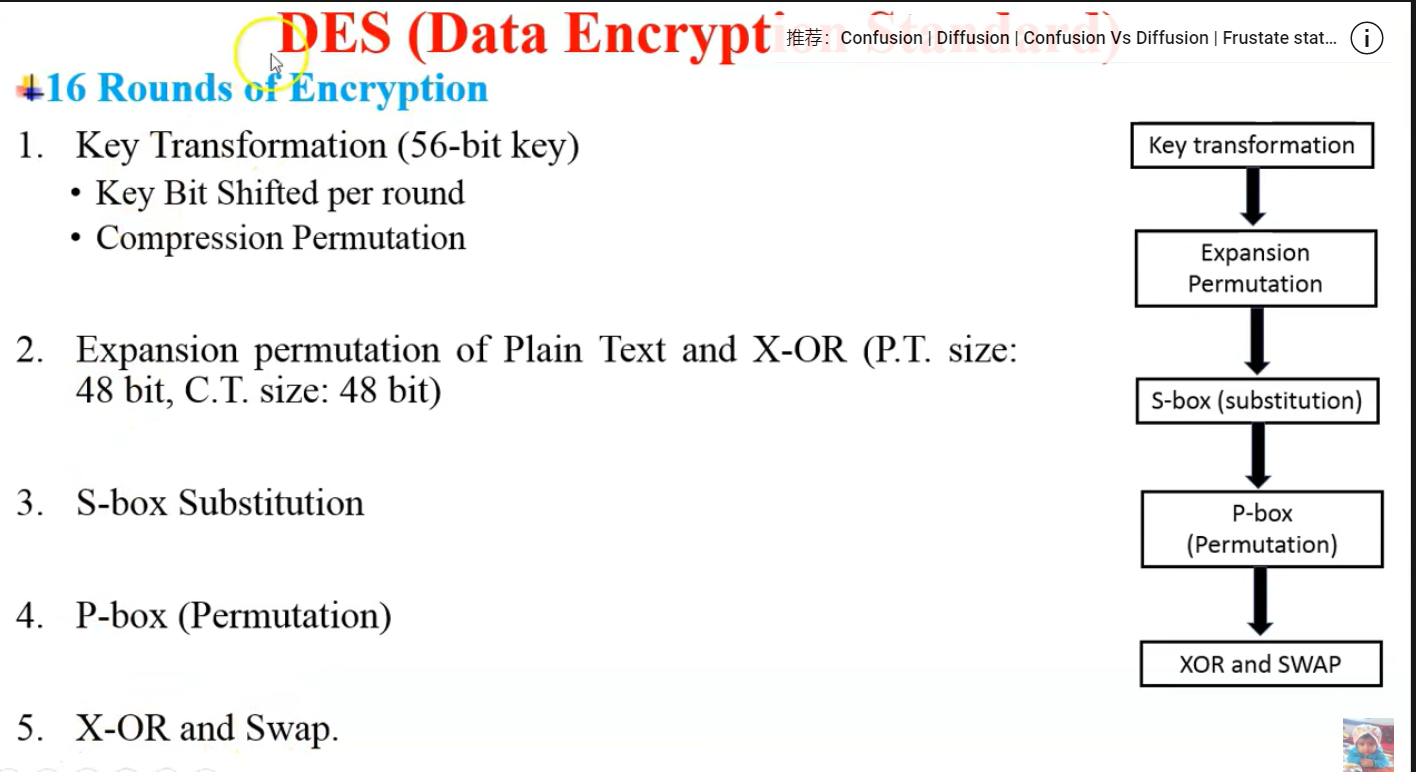 DES (Data Encryption Standard)
推荐：Confusion | Diffusion | Confusion Vs Diffusion | Frustate stat...
i
16 Rounds of Encryption
1. Key Transformation (56-bit key)
• Key Bit Shifted per round
• Compression Permutation
2. Expansion permutation of Plain Text and X-OR (P.T. size:
48 bit, C.T. size: 48 bit)
3. S-box Substitution
4. P-box (Permutation)
5. X-OR and Swap.
Key transformation
Expansion
Permutation
S-box (substitution)
P-box
(Permutation)
XOR and SWAP